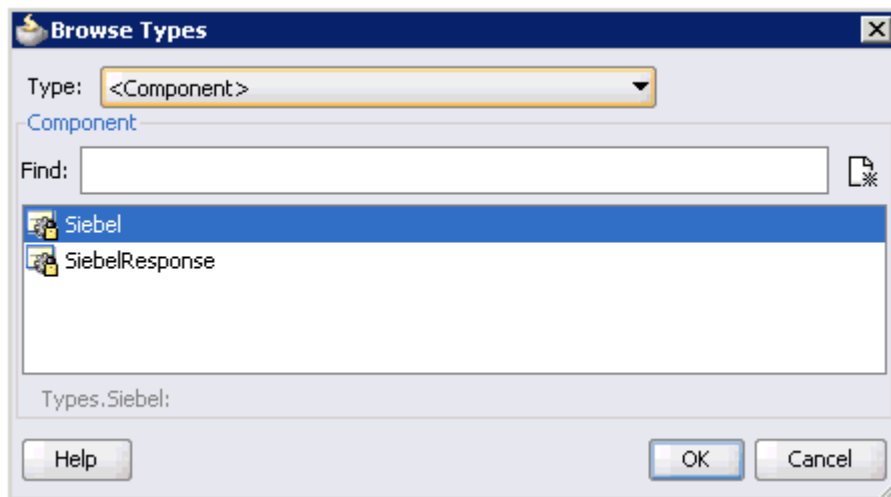 Browse Types
Type: <Component>
Component
Find:
Siebel
SiebelResponse
Types.Siebel:
Help OK Cancel